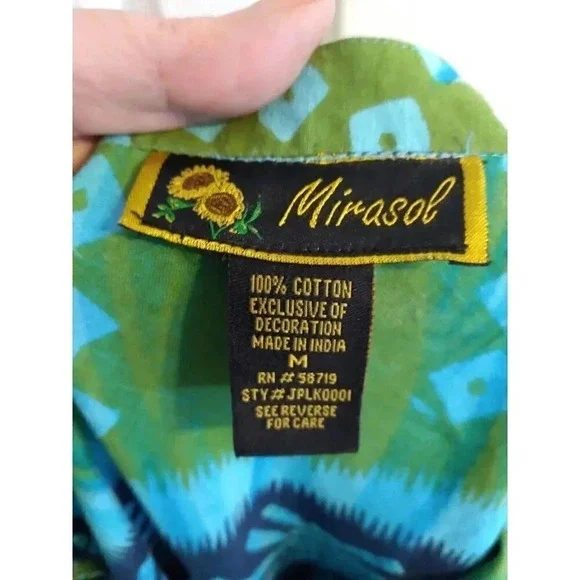 Mirasol
100% COTTON
EXCLUSIVE OF
DECORATION
MADE IN INDIA
M
RN # 58719
STY# JPLK0001
SEE REVERSE
FOR CARE